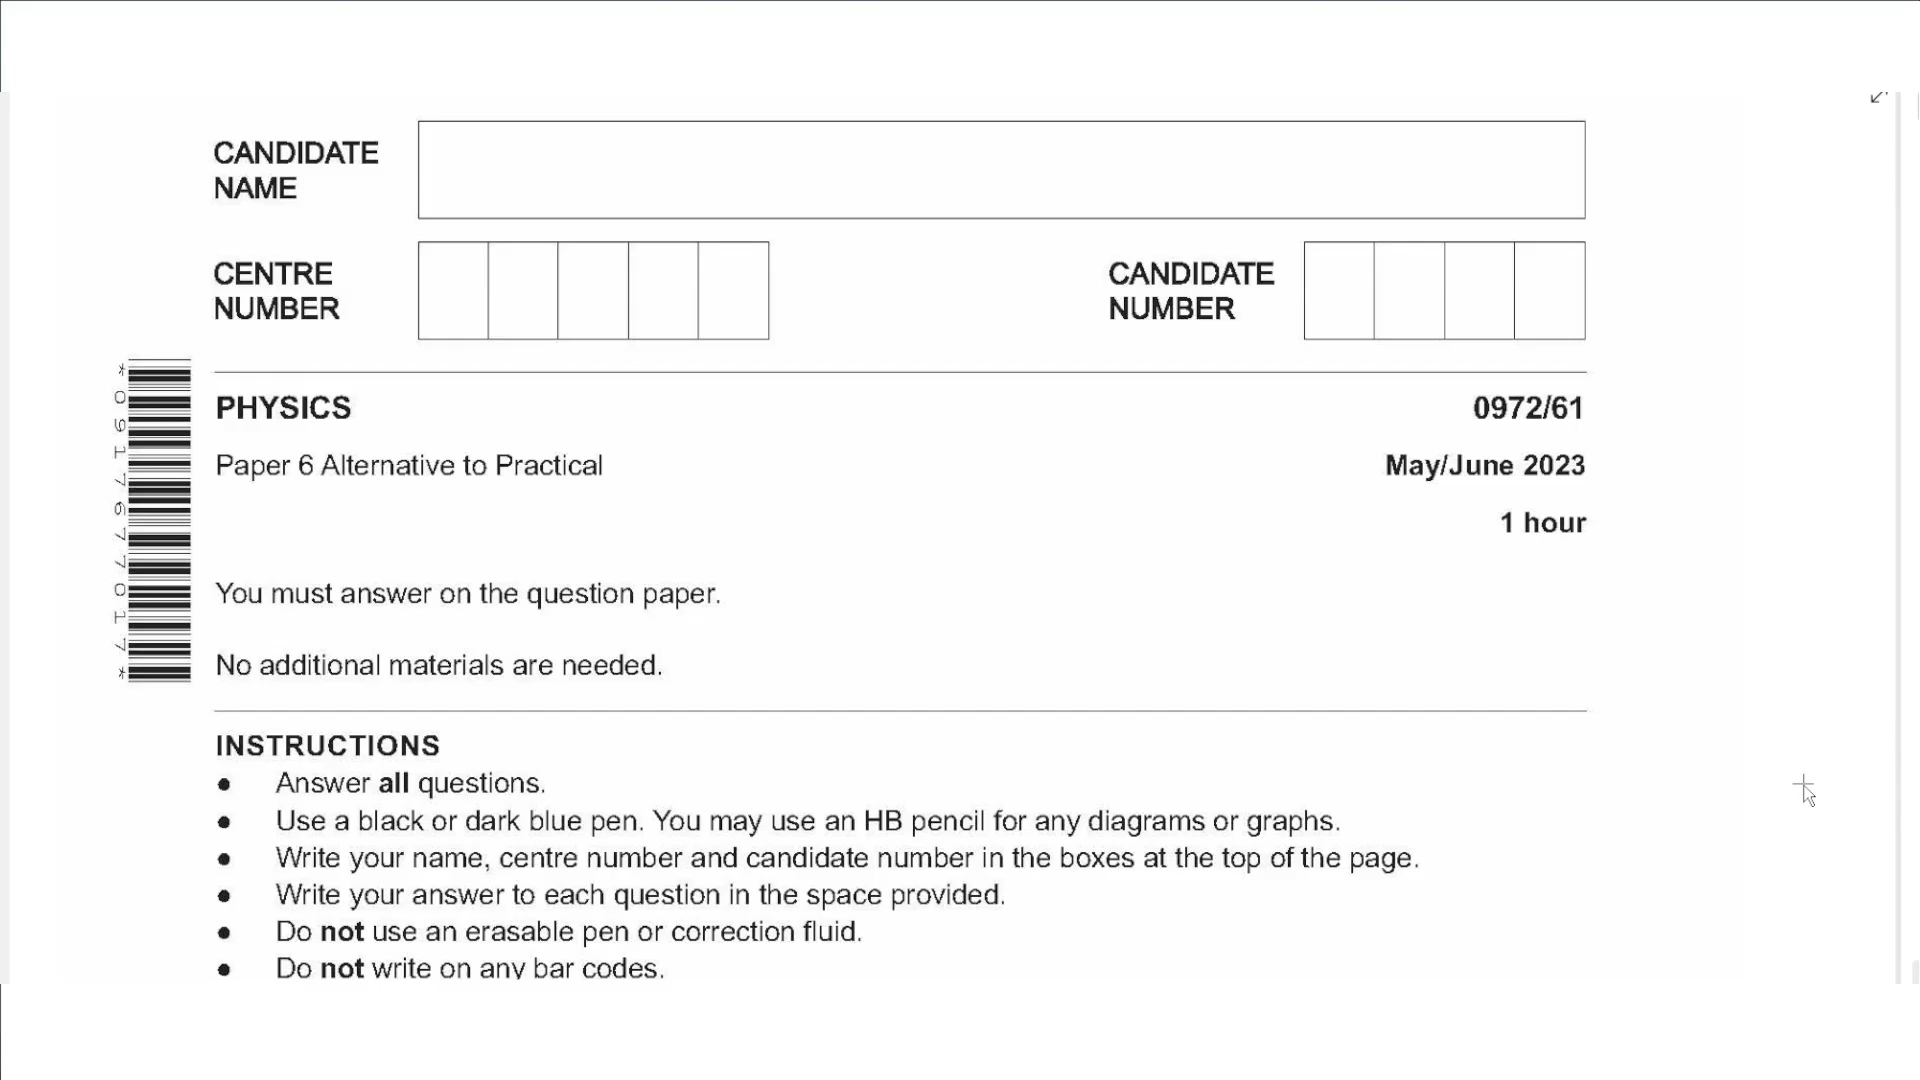 CANDIDATE
NAME
CENTRE
NUMBER
CANDIDATE
NUMBER
*0917677017*
PHYSICS 0972/61
Paper 6 Alternative to Practical May/June 2023
1 hour
You must answer on the question paper.
No additional materials are needed.
INSTRUCTIONS
● Answer all questions.
● Use a black or dark blue pen. You may use an HB pencil for any diagrams or graphs.
● Write your name, centre number and candidate number in the boxes at the top of the page.
● Write your answer to each question in the space provided.
● Do not use an erasable pen or correction fluid.
● Do not write on any bar codes.